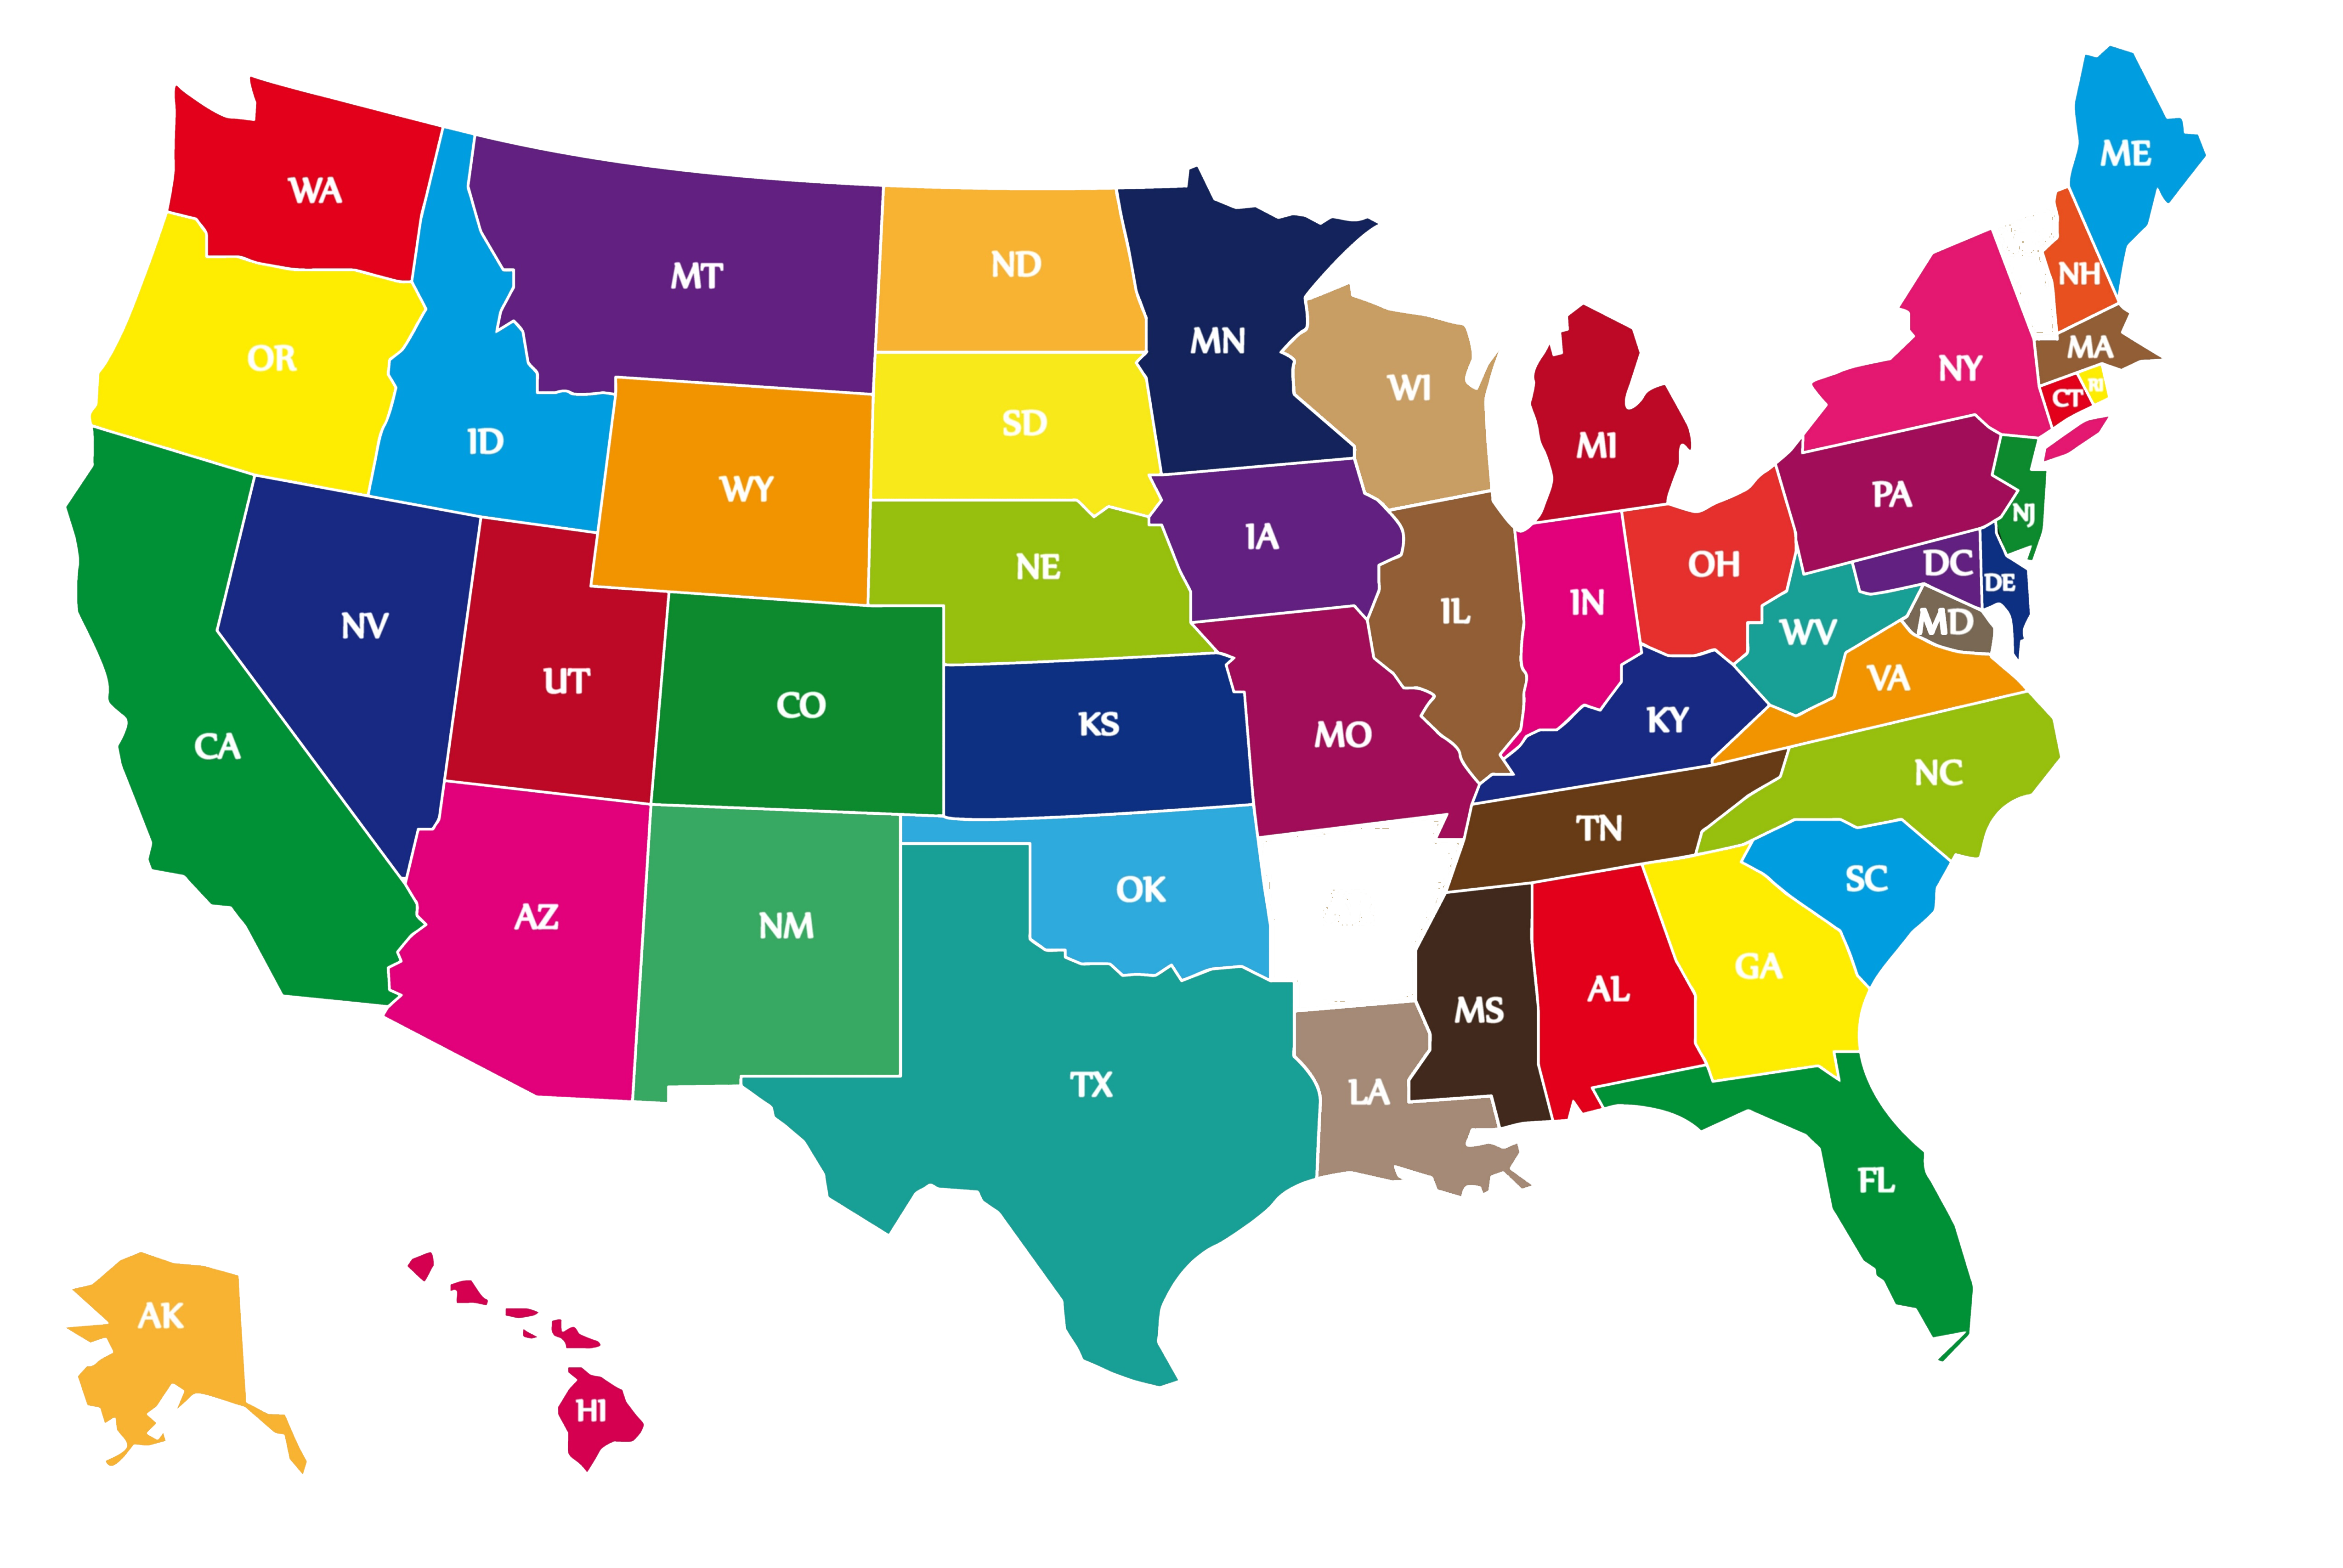 ME
WA
NH
ND
MT
MN
MA
OR
NY
WI
RI
CT
SD
ID
MI
WY
PA
NJ
IA
DC
NE
OH
DE
IN
IL
MD
NV
WV
UT
VA
CO
KY
KS
MO
CA
NC
TN
SC
OK
AZ
NM
GA
AL
MS
TX
LA
FL
AK
HI